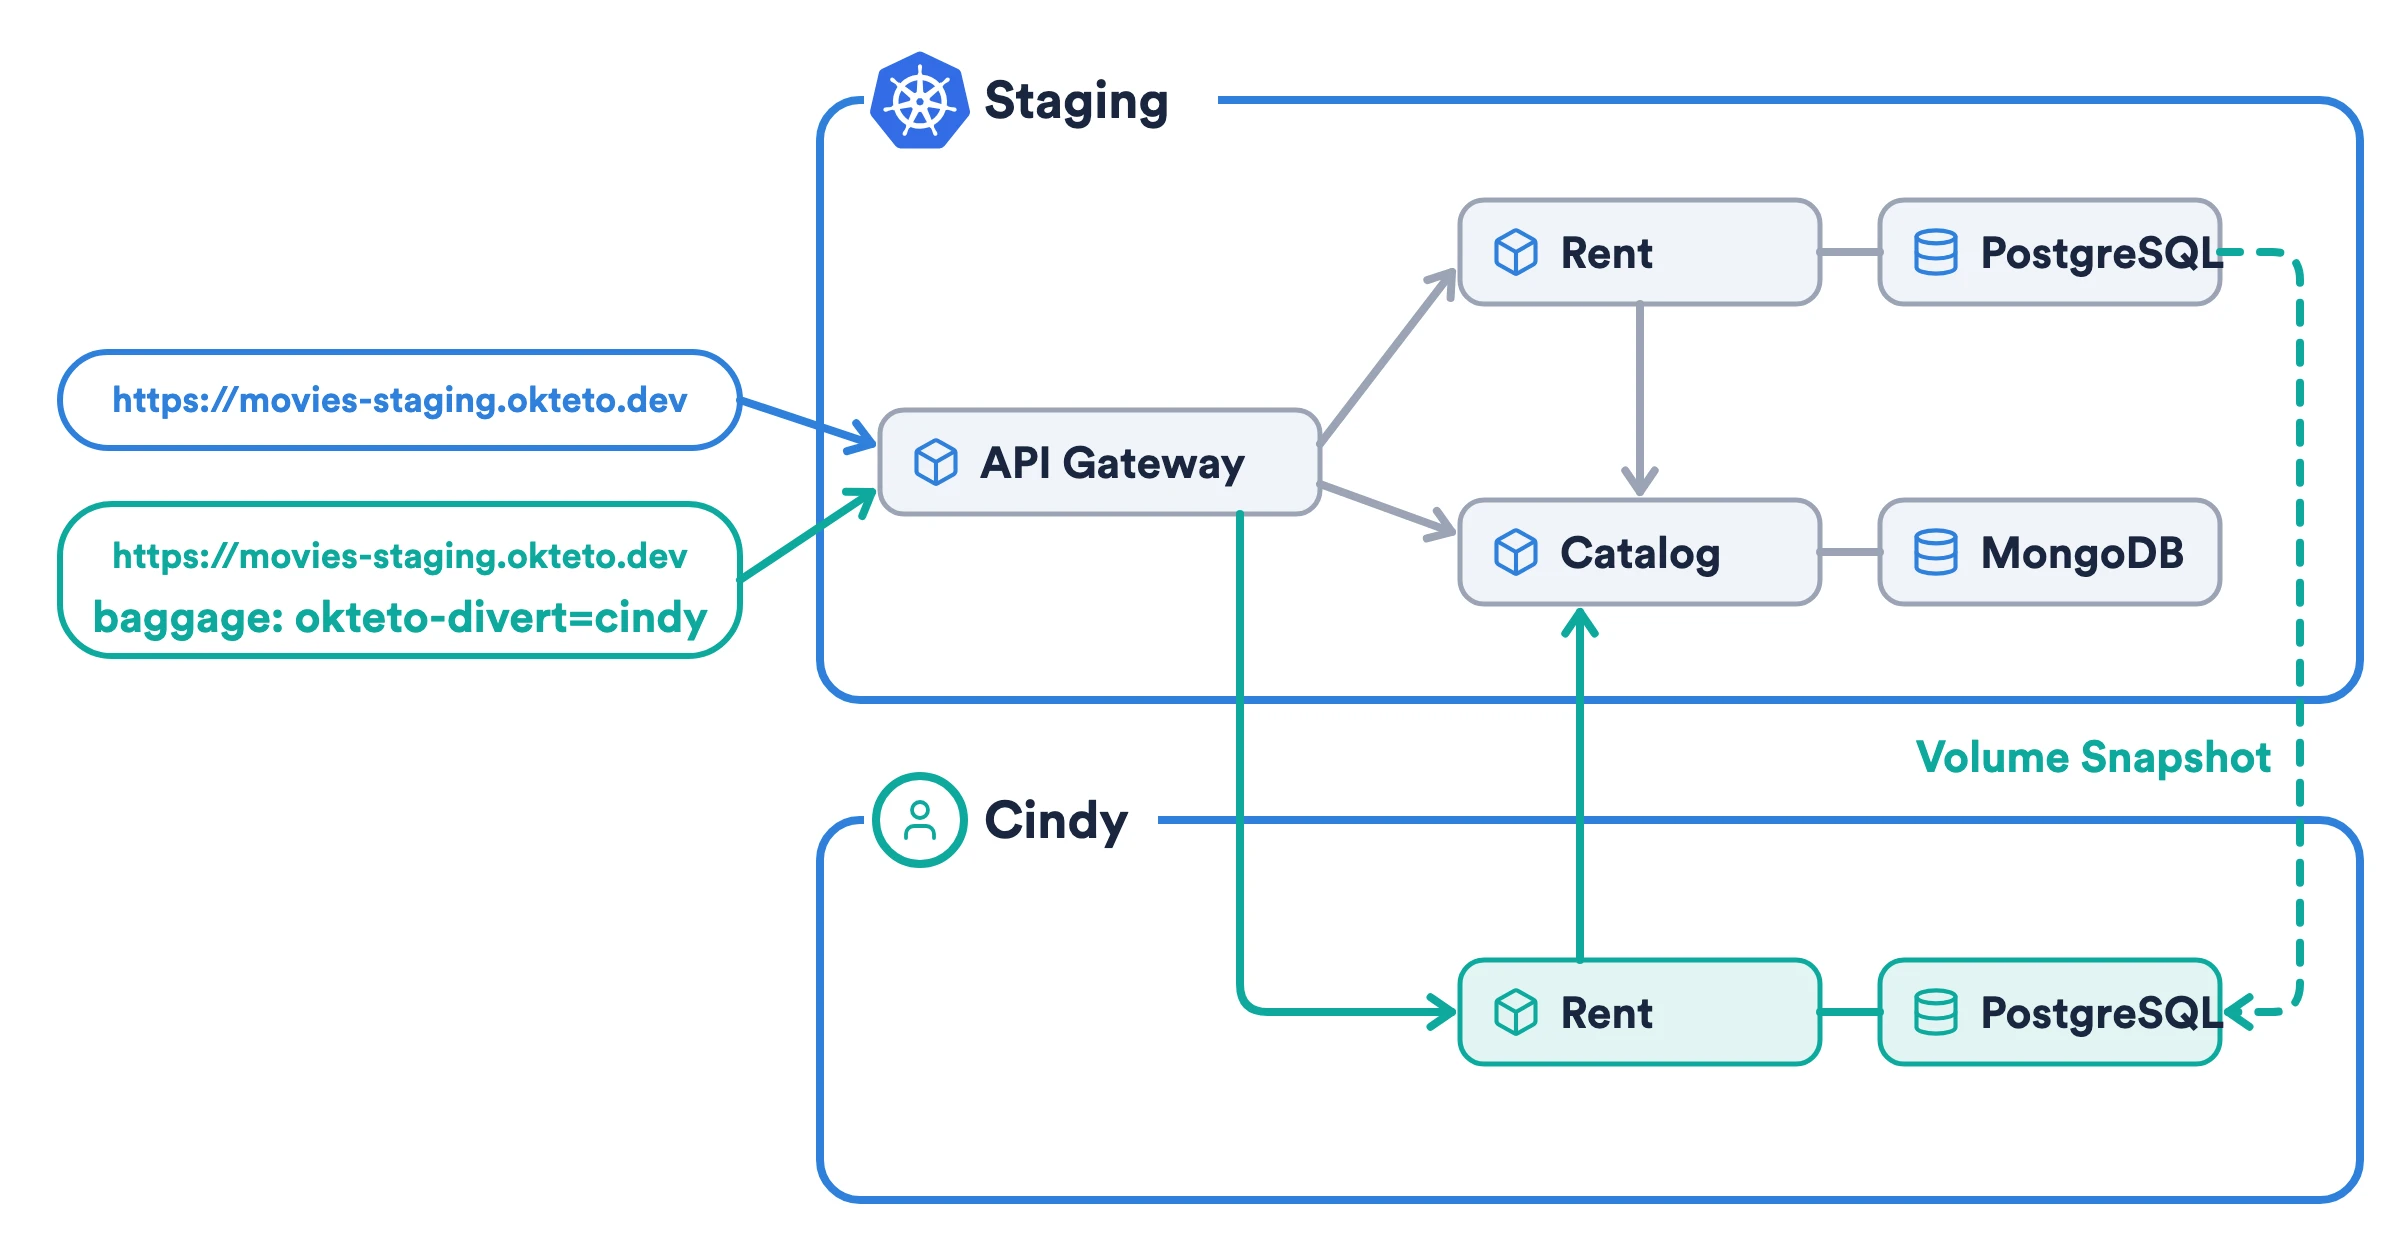 Staging
Rent
PostgreSQL
https://movies-staging.okteto.dev
API Gateway
https://movies-staging.okteto.dev
baggage: okteto-divert=cindy
Catalog
MongoDB
Volume Snapshot
Cindy
Rent
PostgreSQL